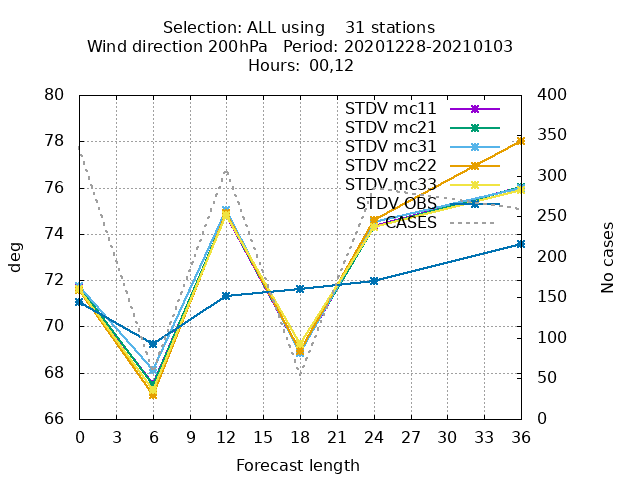 Selection: ALL using    31 stations
Wind direction 200hPa   Period: 20201228-20210103
Hours:  00,12
80
78
76
74
72
70
68
66
400
350
300
250
200
150
100
50
0
STDV mc11
STDV mc21
STDV mc31
STDV mc22
STDV mc33
STDV OBS
CASES
deg
No cases
0 3 6 9 12 15 18 21 24 27 30 33 36
Forecast length